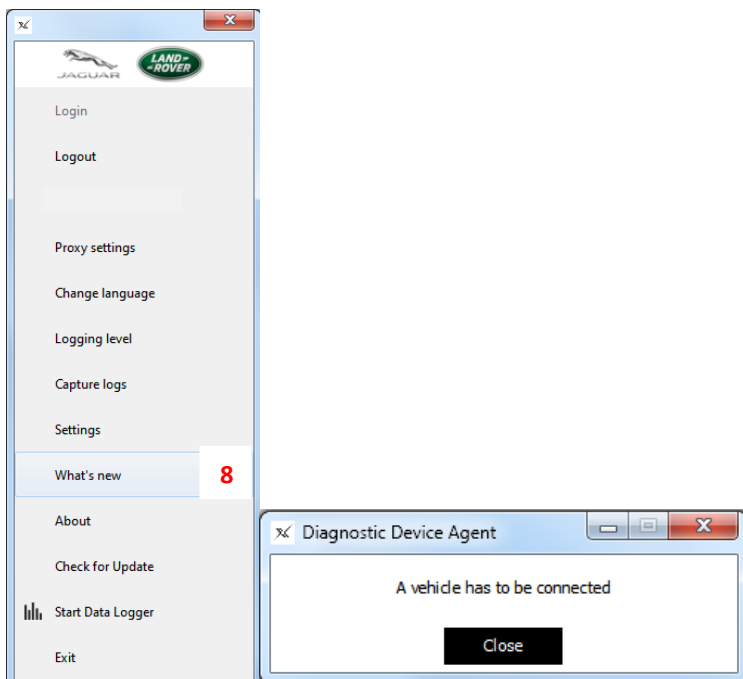 JAGUAR
LAND-
-ROVER
Login
Logout
Proxy settings
Change language
Logging level
Capture logs
Settings
What's new 8
About
Check for Update
Start Data Logger
Exit
Diagnostic Device Agent
A vehicle has to be connected
Close